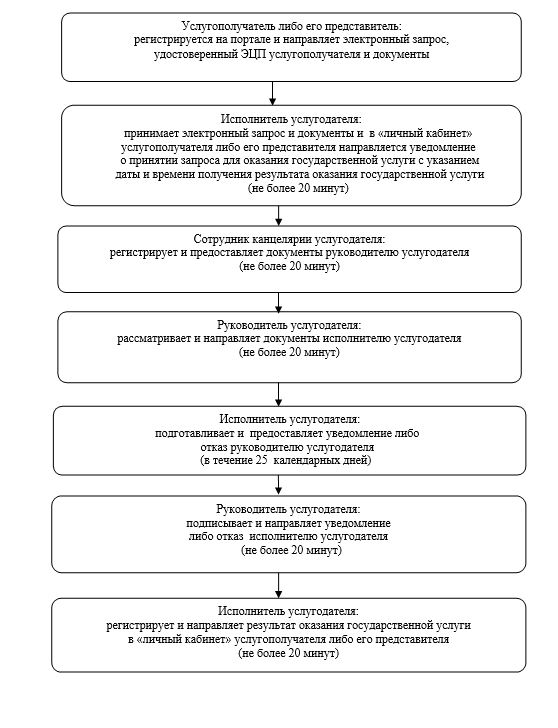 Услугополучатель либо его представитель:
регистрируется на портале и направляет электронный запрос,
удостоверенный ЭЦП услугополучателя и документы
Исполнитель услугодателя:
принимает электронный запрос и документы и в «личный кабинет»
услугополучателя либо его представителя направляется уведомление
о принятии запроса для оказания государственной услуги с указанием
даты и времени получения результата оказания государственной услуги
(не более 20 минут)
Сотрудник канцелярии услугодателя:
регистрирует и предоставляет документы руководителю услугодателя
(не более 20 минут)
Руководитель услугодателя:
рассматривает и направляет документы исполнителю услугодателя
(не более 20 минут)
Исполнитель услугодателя:
подготавливает и предоставляет уведомление либо
отказ руководителю услугодателя
(в течение 25 календарных дней)
Руководитель услугодателя:
подписывает и направляет уведомление
либо отказ исполнителю услугодателя
(не более 20 минут)
Исполнитель услугодателя:
регистрирует и направляет результат оказания государственной услуги
в «личный кабинет» услугополучателя либо его представителя
(не более 20 минут)